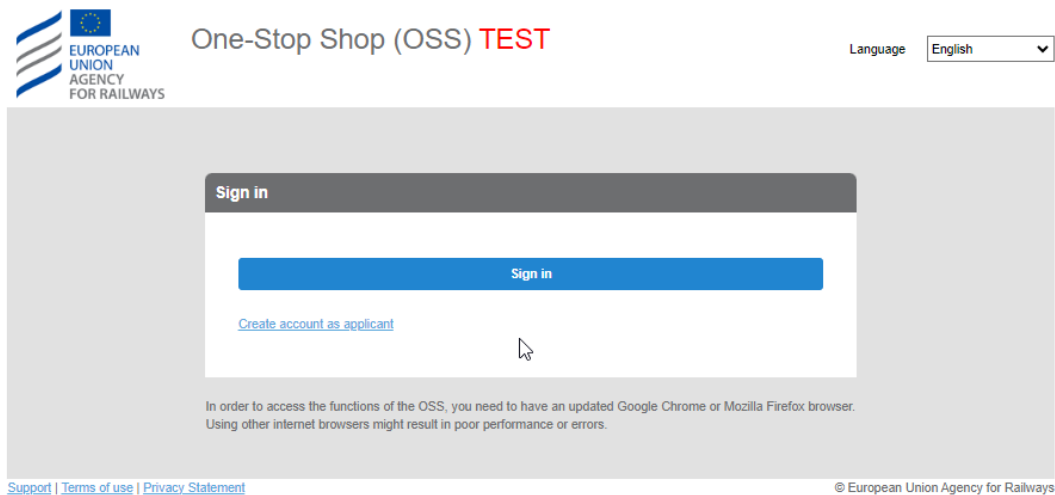 EUROPEAN
UNION
AGENCY
FOR RAILWAYS
One-Stop Shop (OSS) TEST
Language English
Sign in
Sign in
Create account as applicant
In order to access the functions of the OSS, you need to have an updated Google Chrome or Mozilla Firefox browser.
Using other internet browsers might result in poor performance or errors.
Support | Terms of use | Privacy Statement
© European Union Agency for Railways